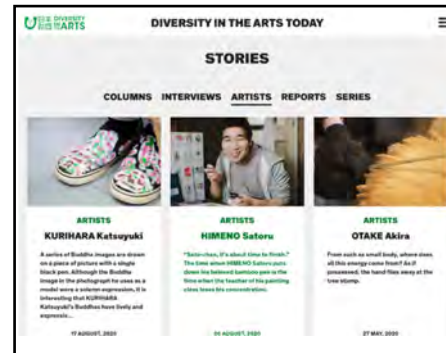 DIVERSITY
IN THE
ARTS
DIVERSITY IN THE ARTS TODAY
STORIES
COLUMNS INTERVIEWS ARTISTS REPORTS SERIES
ARTISTS
KURIHARA Katsuyuki
A series of Buddha images are drawn
on a piece of picture with a single
black pen. Although the Buddha
image in the photograph he uses as a
model wore a solemn expression, it is
interesting that KURIHARA
Katsuyuki's Buddhas have lively and
expressiv...
17 AUGUST, 2020
ARTISTS
HIMENO Satoru
"Sato-chan, it's about time to finish."
The time when HIMENO Satoru puts
down his beloved bamboo pen is the
time when the teacher of his painting
class loses his concentration.
AUGUST, 2020
ARTISTS
OTAKE Akira
From such as small body, where does
all this energy come from? As if
possessed, the hand flies away at the
tree stump.
27 MAY, 2020